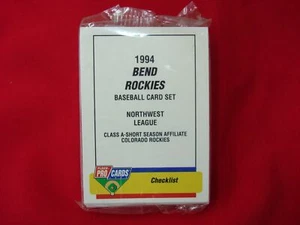 1994
BEND
ROCKIES
BASEBALL CARD SET
NORTHWEST
LEAGUE
CLASS A-SHORT SEASON AFFILIATE
COLORADO ROCKIES
PRO CARDS
Checklist